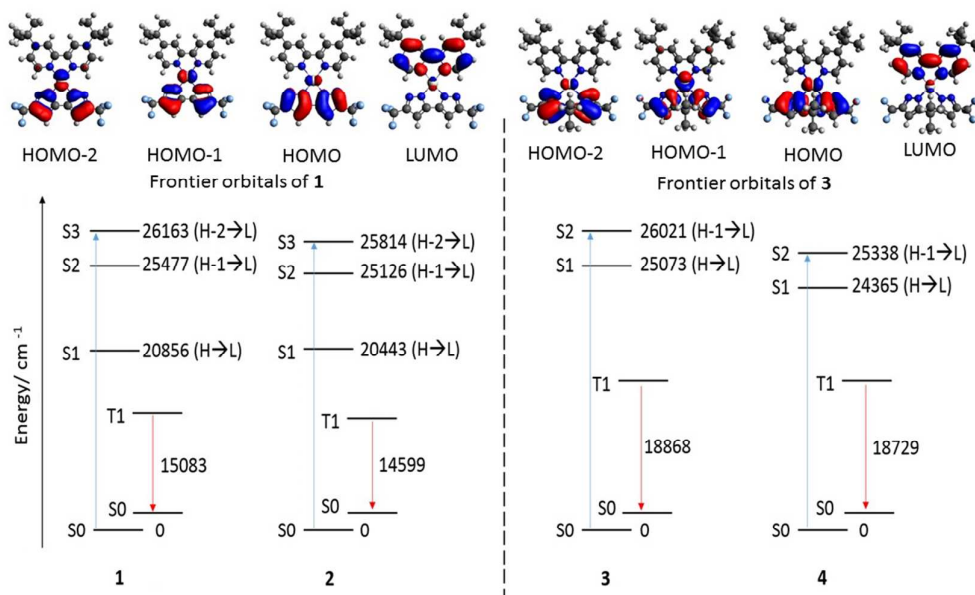 HOMO-2 HOMO-1 HOMO LUMO
Frontier orbitals of 1
HOMO-2 HOMO-1 HOMO LUMO
Frontier orbitals of 3
Energy/ cm -1
S3 26163 (H-2→L)
S2 25477 (H-1→L)
S1 20856 (H→L)
T1
15083
S0
S0 0
1
S3 25814 (H-2→L)
S2 25126 (H-1→L)
S1 20443 (H→L)
T1
14599
S0
S0 0
2
S2 26021 (H-1→L)
S1 25073 (H→L)
T1
18868
S0
S0 0
3
S2 25338 (H-1→L)
S1 24365 (H→L)
T1
18729
S0
S0 0
4